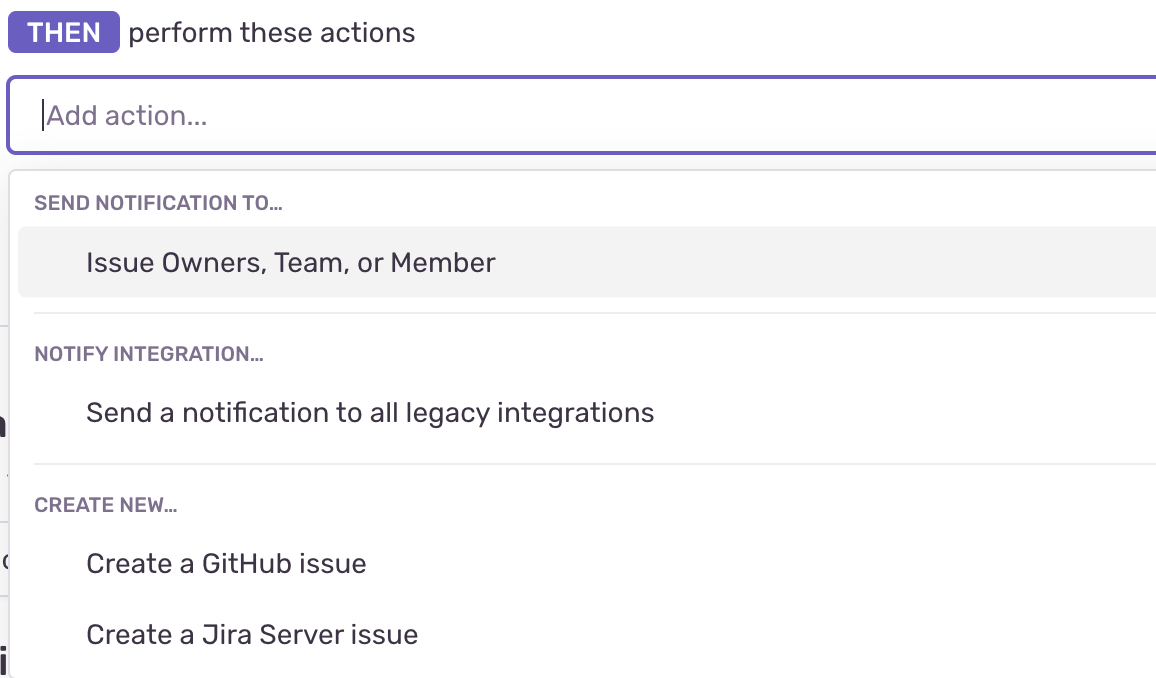 THEN perform these actions
Add action...
SEND NOTIFICATION TO…
Issue Owners, Team, or Member
NOTIFY INTEGRATION…
Send a notification to all legacy integrations
CREATE NEW…
Create a GitHub issue
Create a Jira Server issue